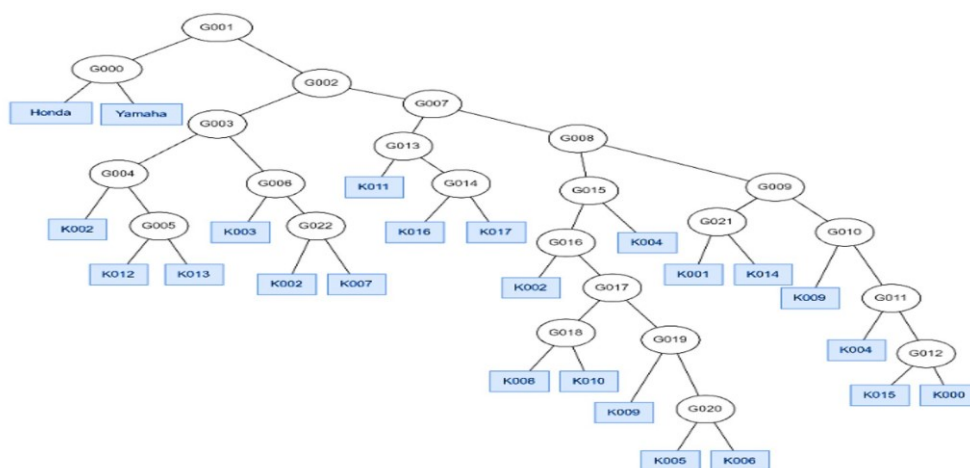 G001
G000
G002
Honda
Yamaha
G007
G003
G008
G013
G004
G006
K011
G014
G015
G009
K002
G005
K003
G022
K016
K017
G016
K004
G021
G010
K012
K013
K002
K007
K002
G017
K001
K014
K009
G011
G018
G019
K004
G012
K008
K010
K009
K015
K000
G020
K005
K006